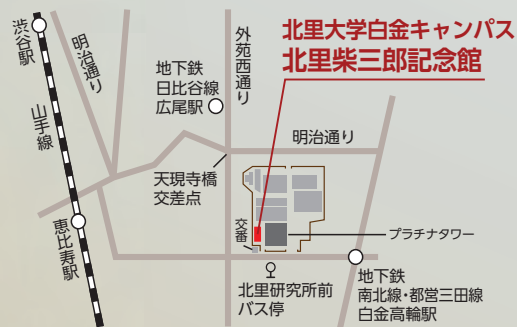 北里大学白金キャンパス
北里柴三郎記念館
渋谷駅
明治通り
山手線
恵比寿駅
地下鉄
日比谷線
広尾駅
外苑西通り
明治通り
天現寺橋
交差点
交番
プラチナタワー
北里研究所前
バス停
地下鉄
南北線・都営三田線
白金高輪駅